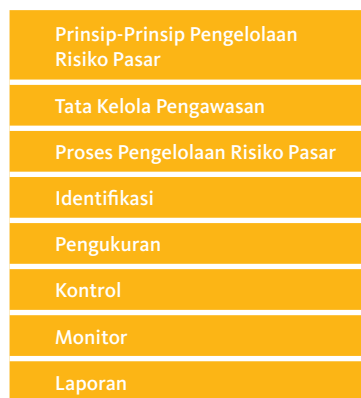 Prinsip-Prinsip Pengelolaan
Risiko Pasar
Tata Kelola Pengawasan
Proses Pengelolaan Risiko Pasar
Identifikasi
Pengukuran
Kontrol
Monitor
Laporan